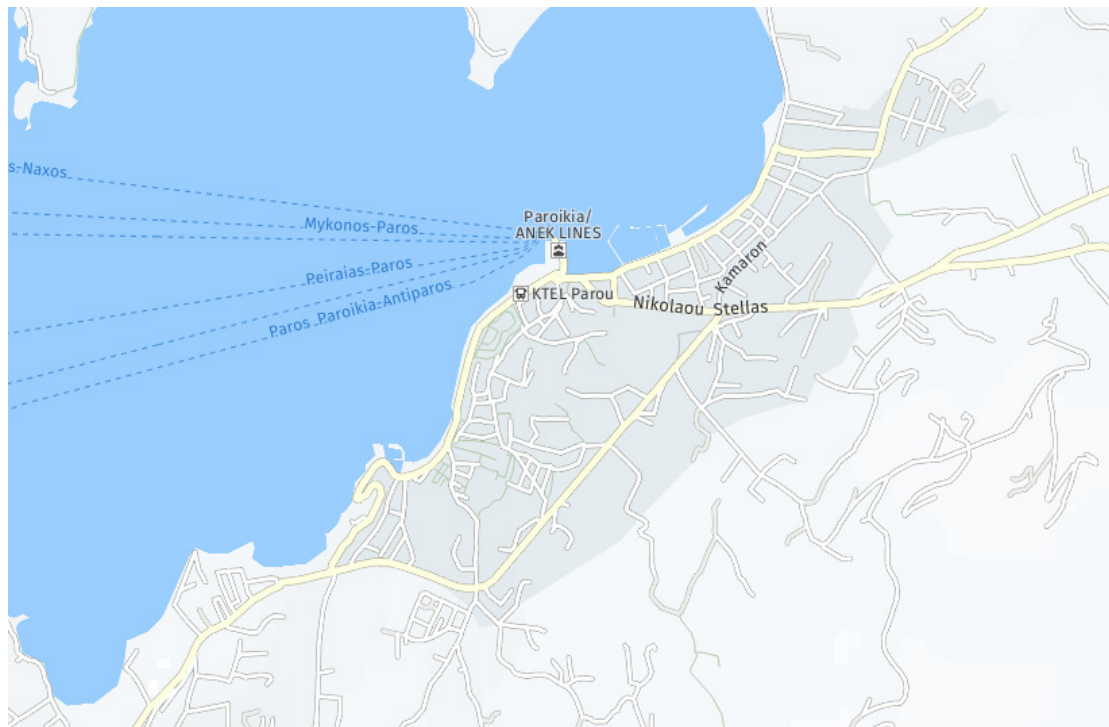 s-Naxos
Mykonos-Paros
Paroikia/
ANEK LINES
Peiraias-Paros
Paros Paroikia-Antiparos
KTEL Parou
Nikolaou Stellas
Kamaron